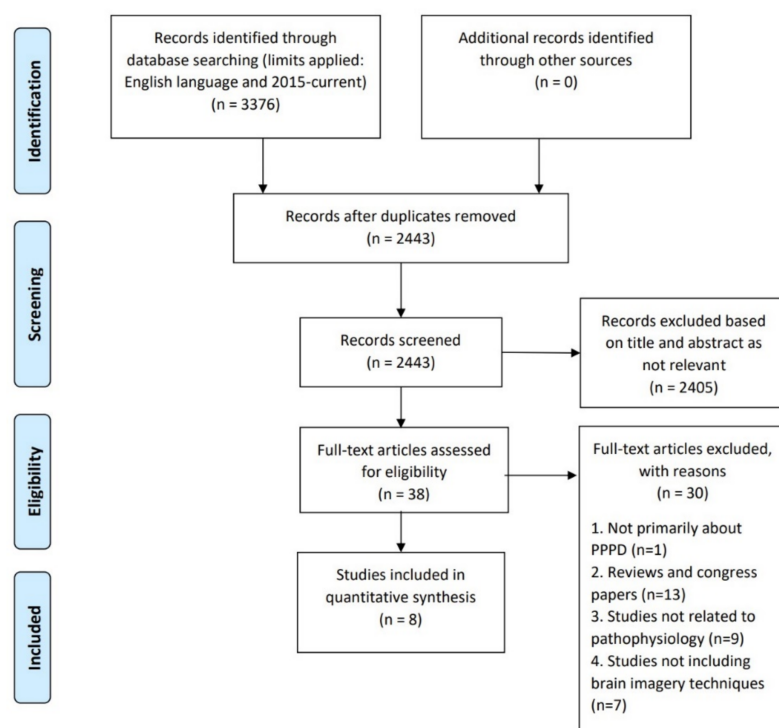 Identification
Records identified through
database searching (limits applied:
English language and 2015-current)
(n = 3376)
Additional records identified
through other sources
(n = 0)
Records after duplicates removed
(n = 2443)
Screening
Records screened
(n = 2443)
Records excluded based
on title and abstract as
not relevant
(n = 2405)
Eligibility
Full-text articles assessed
for eligibility
(n = 38)
Full-text articles excluded,
with reasons
(n = 30)
1. Not primarily about
PPPD (n=1)
2. Reviews and congress
papers (n=13)
3. Studies not related to
pathophysiology (n=9)
4. Studies not including
brain imagery techniques
(n=7)
Included
Studies included in
quantitative synthesis
(n = 8)